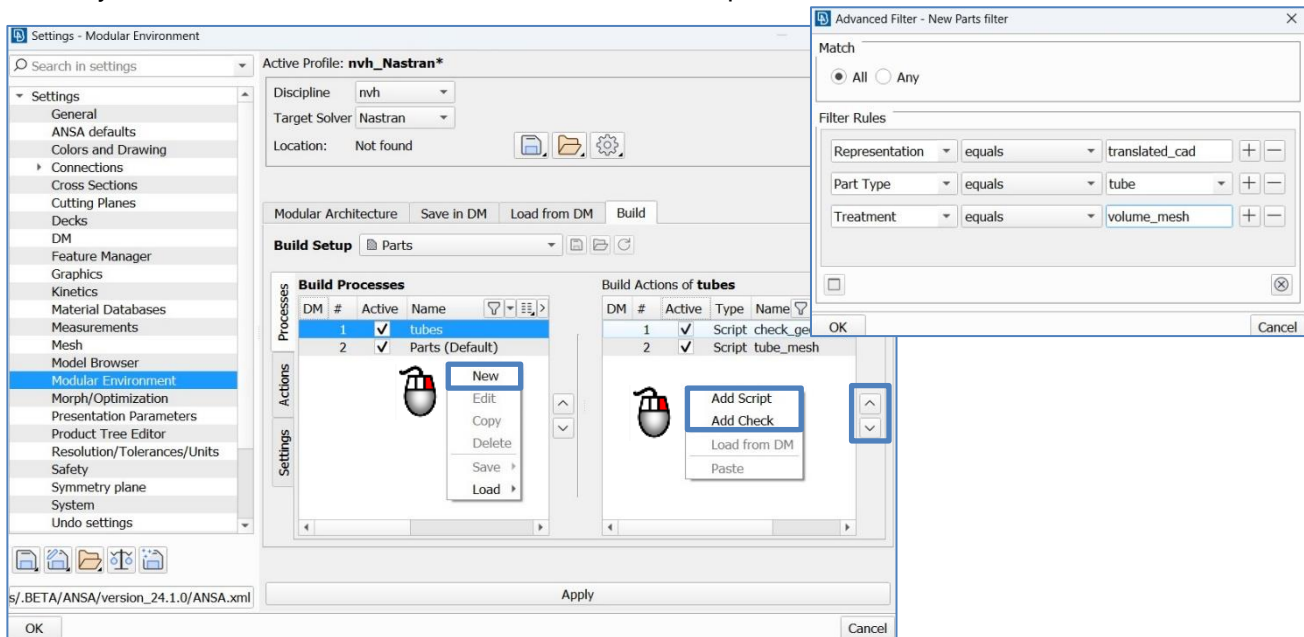 Settings - Modular Environment
Search in settings
Settings
General
ANSA defaults
Colors and Drawing
Connections
Cross Sections
Cutting Planes
Decks
DM
Feature Manager
Graphics
Kinetics
Material Databases
Measurements
Mesh
Model Browser
Modular Environment
Morph/Optimization
Presentation Parameters
Product Tree Editor
Resolution/Tolerances/Units
Safety
Symmetry plane
System
Undo settings
s/.BETA/ANSA/version_24.1.0/ANSA.xml
OK
Active Profile: nvh_Nastran*
Discipline nvh
Target Solver Nastran
Location: Not found
Modular Architecture Save in DM Load from DM Build
Build Setup Parts
Processes
Actions
Settings
Build Processes
DM # Active Name
1 tubes
2 Parts (Default)
New
Edit
Copy
Delete
Save
Load
Build Actions of tubes
DM # Active Type Name
1 Script check_ge
2 Script tube_mesh
Add Script
Add Check
Load from DM
Paste
Apply
Cancel
Advanced Filter - New Parts filter
Match
All Any
Filter Rules
Representation equals translated_cad
Part Type equals tube
Treatment equals volume_mesh
OK Cancel